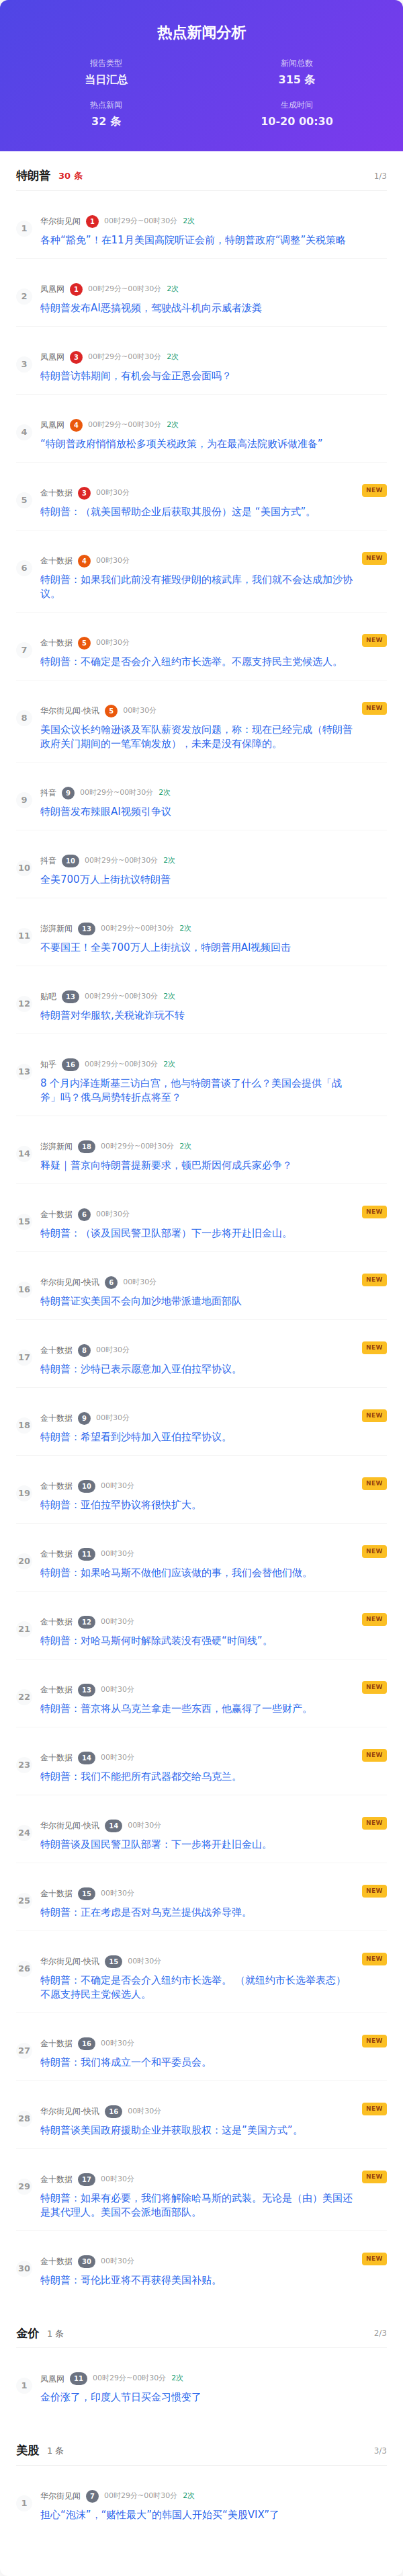 热点新闻分析
报告类型
当日汇总
新闻总数
315 条
热点新闻
32 条
生成时间
10-20 00:30
特朗普 30 条 1/3
1
华尔街见闻 1 00时29分~00时30分 2次
各种“豁免”！在11月美国高院听证会前，特朗普政府“调整”关税策略
2
凤凰网 1 00时29分~00时30分 2次
特朗普发布AI恶搞视频，驾驶战斗机向示威者泼粪
3
凤凰网 3 00时29分~00时30分 2次
特朗普访韩期间，有机会与金正恩会面吗？
4
凤凰网 4 00时29分~00时30分 2次
“特朗普政府悄悄放松多项关税政策，为在最高法院败诉做准备”
5
金十数据 3 00时30分 NEW
特朗普：（就美国帮助企业后获取其股份）这是 “美国方式”。
6
金十数据 4 00时30分 NEW
特朗普：如果我们此前没有摧毁伊朗的核武库，我们就不会达成加沙协
议。
7
金十数据 5 00时30分 NEW
特朗普：不确定是否会介入纽约市长选举。不愿支持民主党候选人。
8
华尔街见闻-快讯 5 00时30分 NEW
美国众议长约翰逊谈及军队薪资发放问题，称：现在已经完成（特朗普
政府关门期间的一笔军饷发放），未来是没有保障的。
9
抖音 9 00时29分~00时30分 2次
特朗普发布辣眼AI视频引争议
10
抖音 10 00时29分~00时30分 2次
全美700万人上街抗议特朗普
11
澎湃新闻 13 00时29分~00时30分 2次
不要国王！全美700万人上街抗议，特朗普用AI视频回击
12
贴吧 13 00时29分~00时30分 2次
特朗普对华服软,关税讹诈玩不转
13
知乎 16 00时29分~00时30分 2次
8 个月内泽连斯基三访白宫，他与特朗普谈了什么？美国会提供「战
斧」吗？俄乌局势转折点将至？
14
澎湃新闻 18 00时29分~00时30分 2次
释疑｜普京向特朗普提新要求，顿巴斯因何成兵家必争？
15
金十数据 6 00时30分 NEW
特朗普：（谈及国民警卫队部署）下一步将开赴旧金山。
16
华尔街见闻-快讯 6 00时30分 NEW
特朗普证实美国不会向加沙地带派遣地面部队
17
金十数据 8 00时30分 NEW
特朗普：沙特已表示愿意加入亚伯拉罕协议。
18
金十数据 9 00时30分 NEW
特朗普：希望看到沙特加入亚伯拉罕协议。
19
金十数据 10 00时30分 NEW
特朗普：亚伯拉罕协议将很快扩大。
20
金十数据 11 00时30分 NEW
特朗普：如果哈马斯不做他们应该做的事，我们会替他们做。
21
金十数据 12 00时30分 NEW
特朗普：对哈马斯何时解除武装没有强硬“时间线”。
22
金十数据 13 00时30分 NEW
特朗普：普京将从乌克兰拿走一些东西，他赢得了一些财产。
23
金十数据 14 00时30分 NEW
特朗普：我们不能把所有武器都交给乌克兰。
24
华尔街见闻-快讯 14 00时30分 NEW
特朗普谈及国民警卫队部署：下一步将开赴旧金山。
25
金十数据 15 00时30分 NEW
特朗普：正在考虑是否对乌克兰提供战斧导弹。
26
华尔街见闻-快讯 15 00时30分 NEW
特朗普：不确定是否会介入纽约市长选举。 （就纽约市长选举表态）
不愿支持民主党候选人。
27
金十数据 16 00时30分 NEW
特朗普：我们将成立一个和平委员会。
28
华尔街见闻-快讯 16 00时30分 NEW
特朗普谈美国政府援助企业并获取股权：这是“美国方式”。
29
金十数据 17 00时30分 NEW
特朗普：如果有必要，我们将解除哈马斯的武装。无论是（由）美国还
是其代理人。美国不会派地面部队。
30
金十数据 30 00时30分 NEW
特朗普：哥伦比亚将不再获得美国补贴。
金价 1 条 2/3
1
凤凰网 11 00时29分~00时30分 2次
金价涨了，印度人节日买金习惯变了
美股 1 条 3/3
1
华尔街见闻 7 00时29分~00时30分 2次
担心“泡沫”，“赌性最大”的韩国人开始买“美股VIX”了